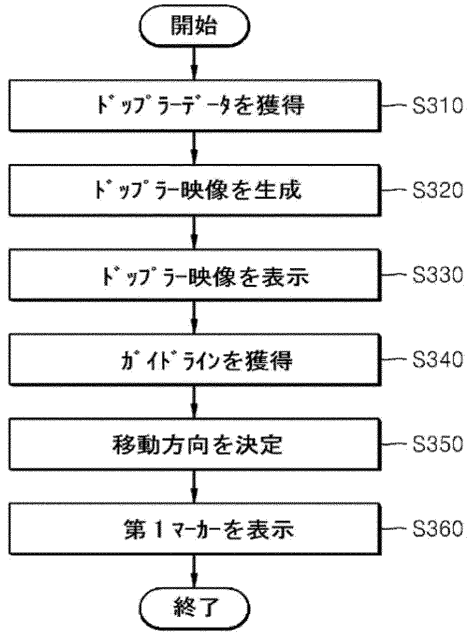 開始
ﾄﾞｯﾌﾟﾗｰﾃﾞｰﾀを獲得
S310
ﾄﾞｯﾌﾟﾗｰ映像を生成
S320
ﾄﾞｯﾌﾟﾗｰ映像を表示
S330
ｶﾞｲﾄﾞﾗｲﾝを獲得
S340
移動方向を決定
S350
第１ﾏｰｶｰを表示
S360
終了